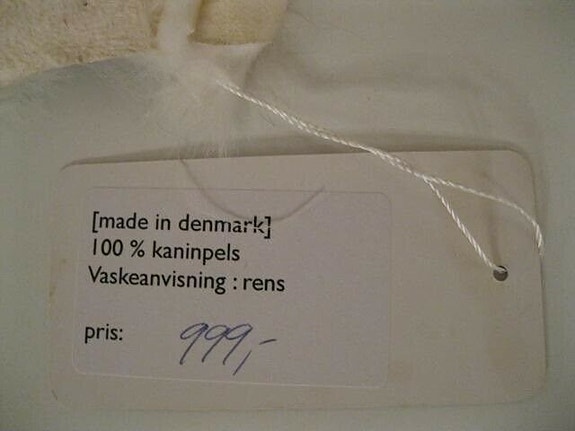 [made in denmark]
100 % kaninpels
Vaskeanvisning : rens
pris: 999,-